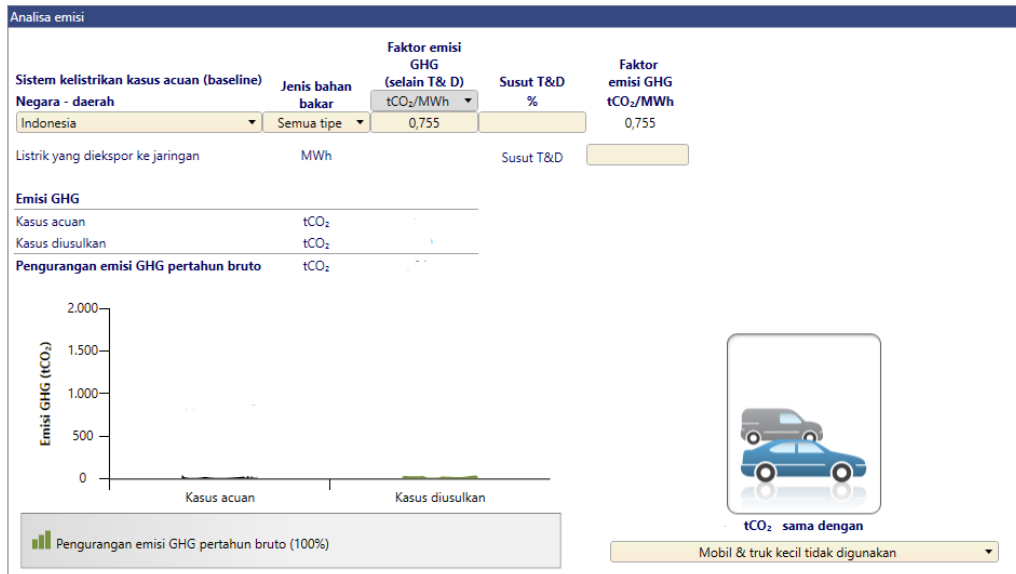 Analisa emisi
Faktor emisi
GHG
Faktor
Sistem kelistrikan kasus acuan (baseline) Jenis bahan (selain T& D) Susut T&D emisi GHG
Negara - daerah bakar tCO₂/MWh % tCO₂/MWh
Indonesia Semua tipe 0,755 0,755
Listrik yang diekspor ke jaringan MWh Susut T&D
Emisi GHG
Kasus acuan tCO₂
Kasus diusulkan tCO₂
Pengurangan emisi GHG pertahun bruto tCO₂
2.000
1.500
1.000
500
0
Emisi GHG (tCO₂)
Kasus acuan Kasus diusulkan
Pengurangan emisi GHG pertahun bruto (100%)
tCO₂ sama dengan
Mobil & truk kecil tidak digunakan